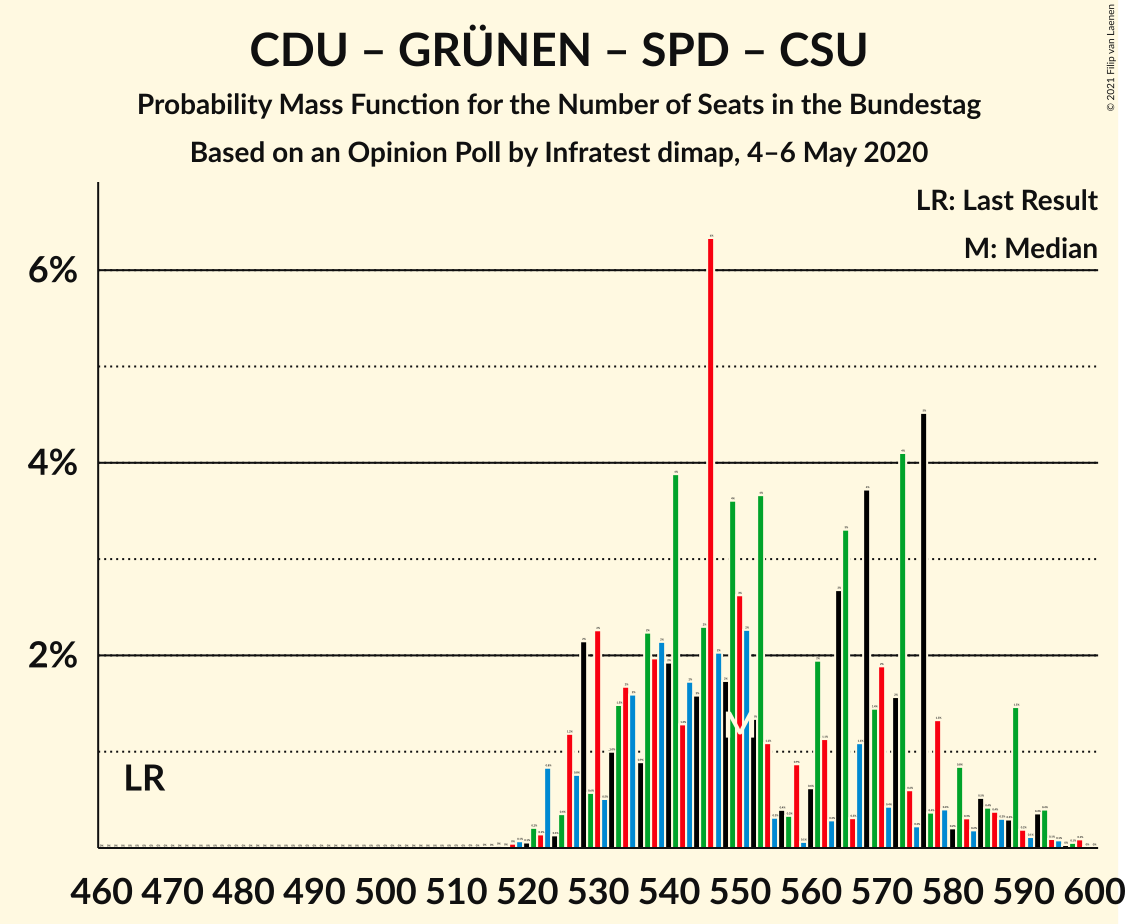 CDU – GRÜNEN – SPD – CSU
Probability Mass Function for the Number of Seats in the Bundestag
Based on an Opinion Poll by Infratest dimap, 4–6 May 2020
© 2021 Filip van Laenen
LR: Last Result
M: Median
6%
4%
2%
LR
M
460 470 480 490 500 510 520 530 540 550 560 570 580 590 600